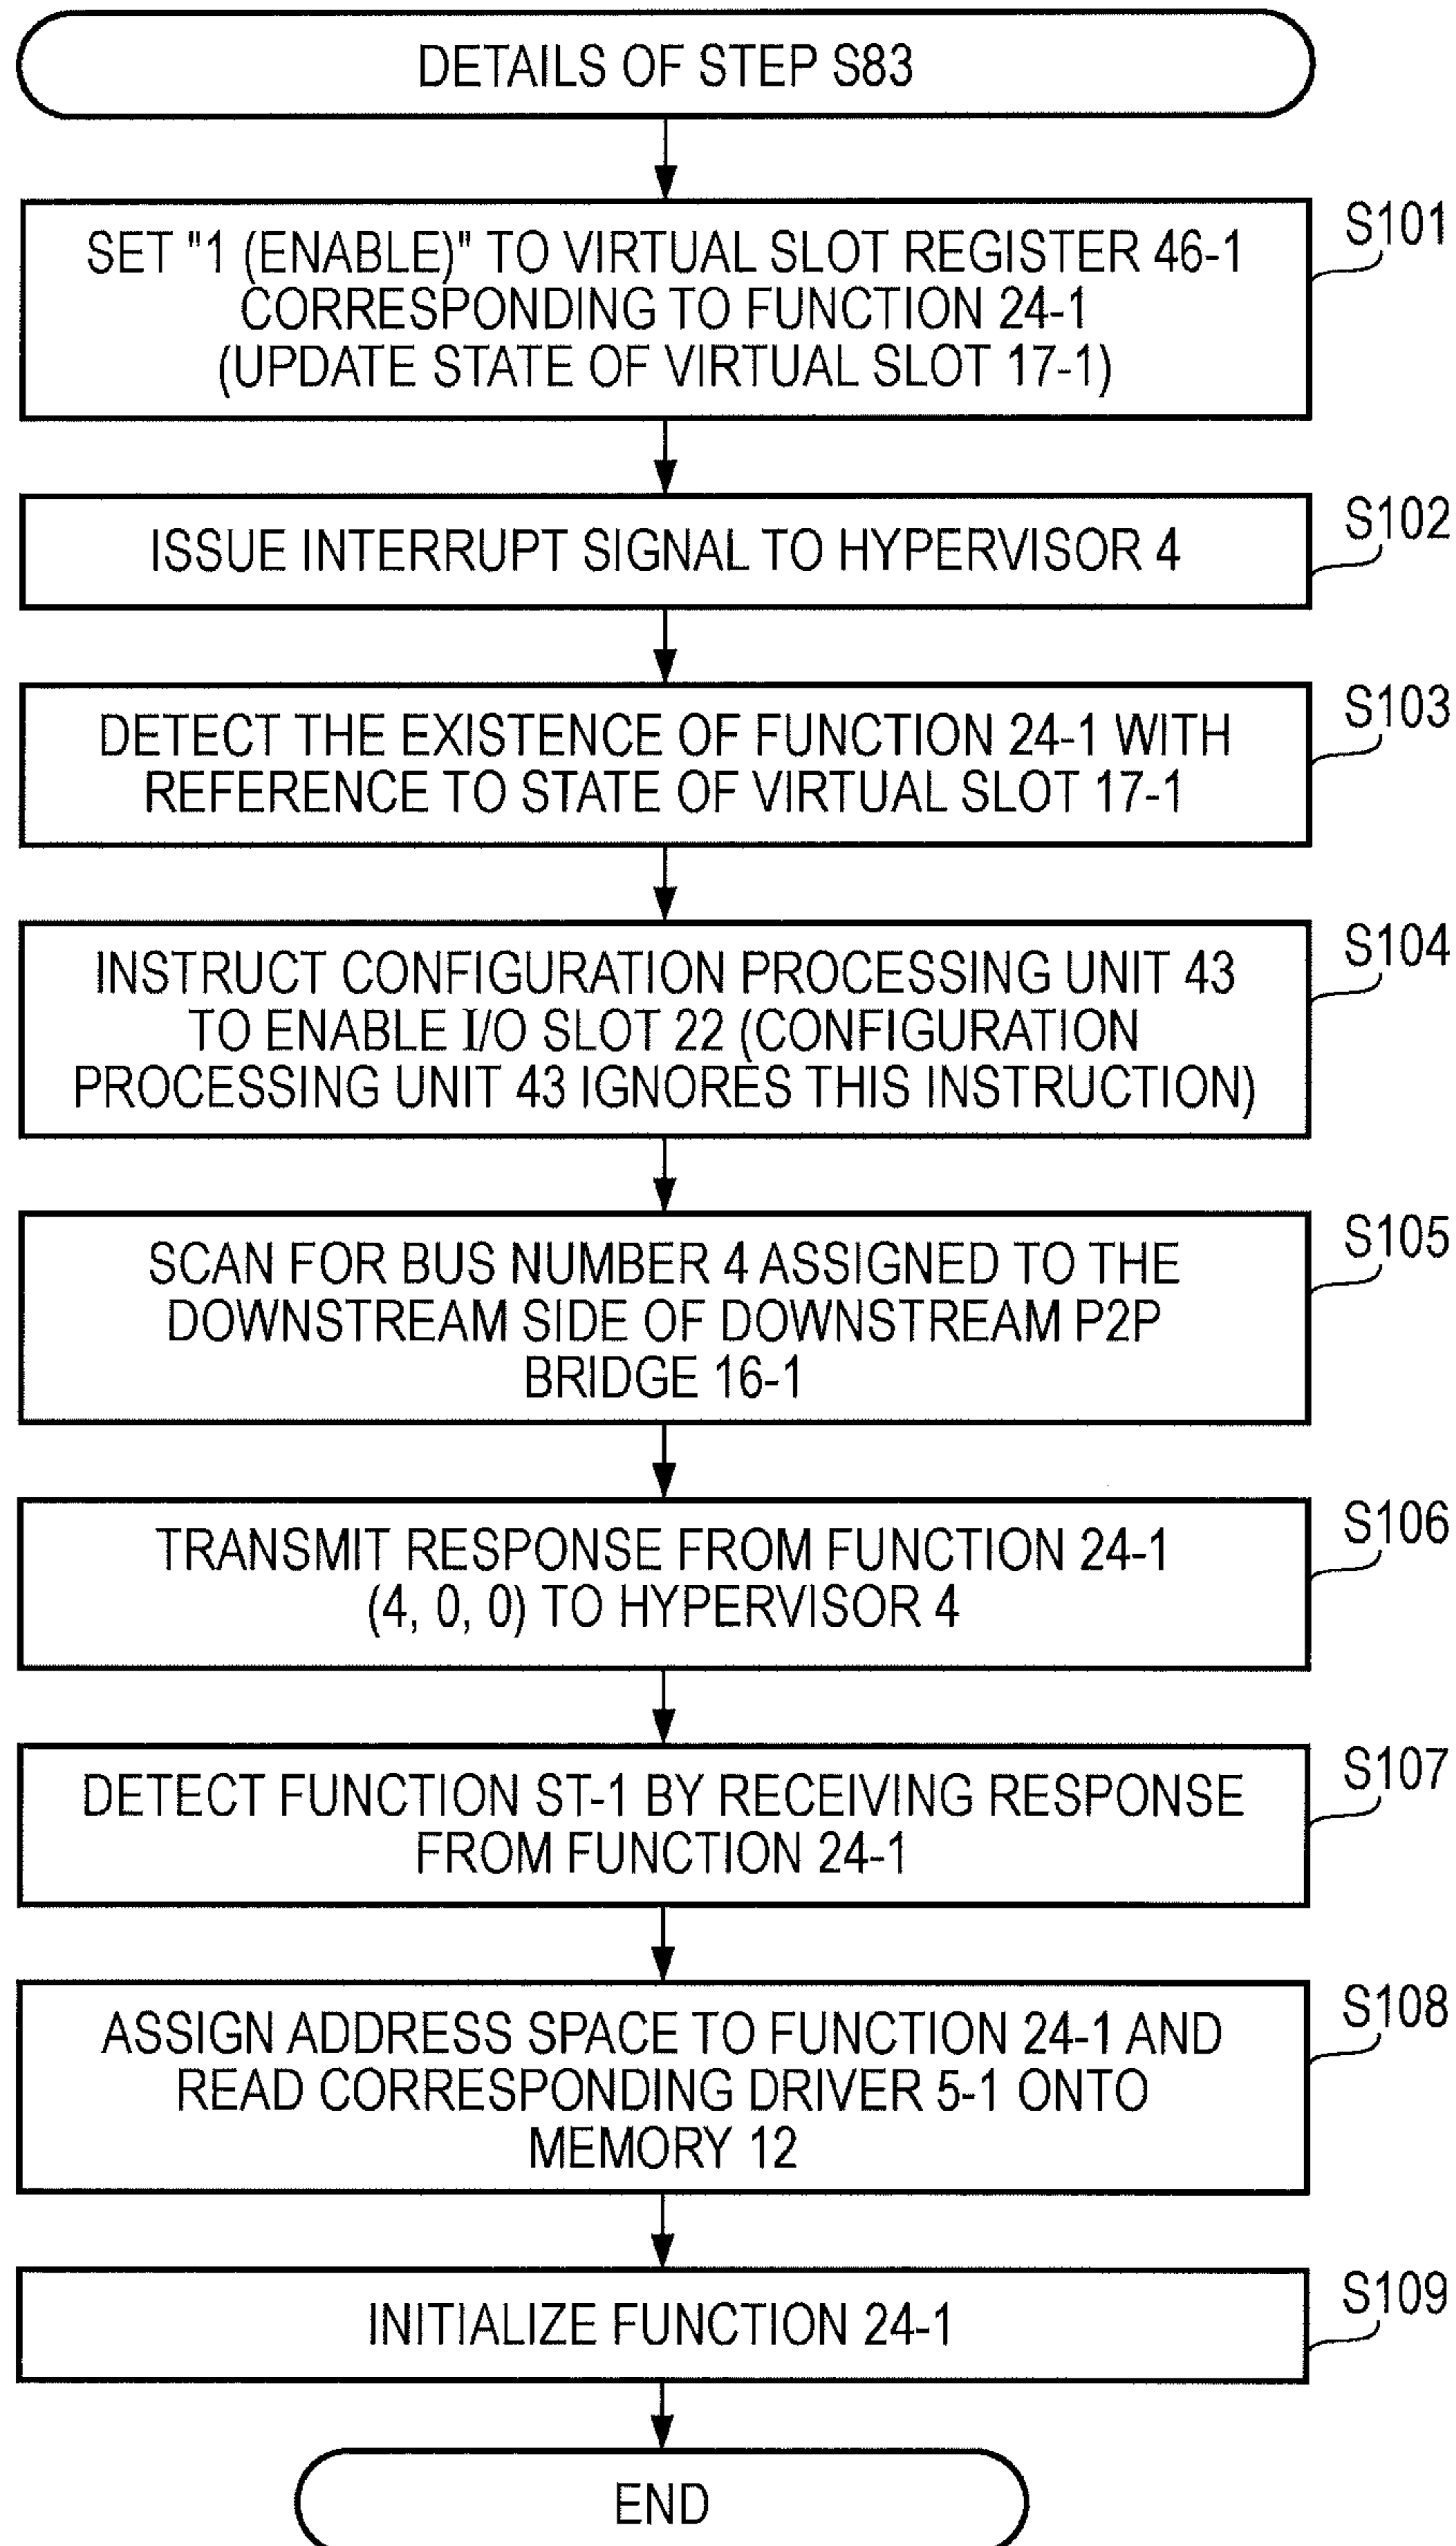 DETAILS OF STEP S83
S101
SET "1 (ENABLE)" TO VIRTUAL SLOT REGISTER 46-1
CORRESPONDING TO FUNCTION 24-1
(UPDATE STATE OF VIRTUAL SLOT 17-1)
S102
ISSUE INTERRUPT SIGNAL TO HYPERVISOR 4
S103
DETECT THE EXISTENCE OF FUNCTION 24-1 WITH
REFERENCE TO STATE OF VIRTUAL SLOT 17-1
S104
INSTRUCT CONFIGURATION PROCESSING UNIT 43
TO ENABLE I/O SLOT 22 (CONFIGURATION
PROCESSING UNIT 43 IGNORES THIS INSTRUCTION)
S105
SCAN FOR BUS NUMBER 4 ASSIGNED TO THE
DOWNSTREAM SIDE OF DOWNSTREAM P2P
BRIDGE 16-1
S106
TRANSMIT RESPONSE FROM FUNCTION 24-1
(4, 0, 0) TO HYPERVISOR 4
S107
DETECT FUNCTION ST-1 BY RECEIVING RESPONSE
FROM FUNCTION 24-1
S108
ASSIGN ADDRESS SPACE TO FUNCTION 24-1 AND
READ CORRESPONDING DRIVER 5-1 ONTO
MEMORY 12
S109
INITIALIZE FUNCTION 24-1
END